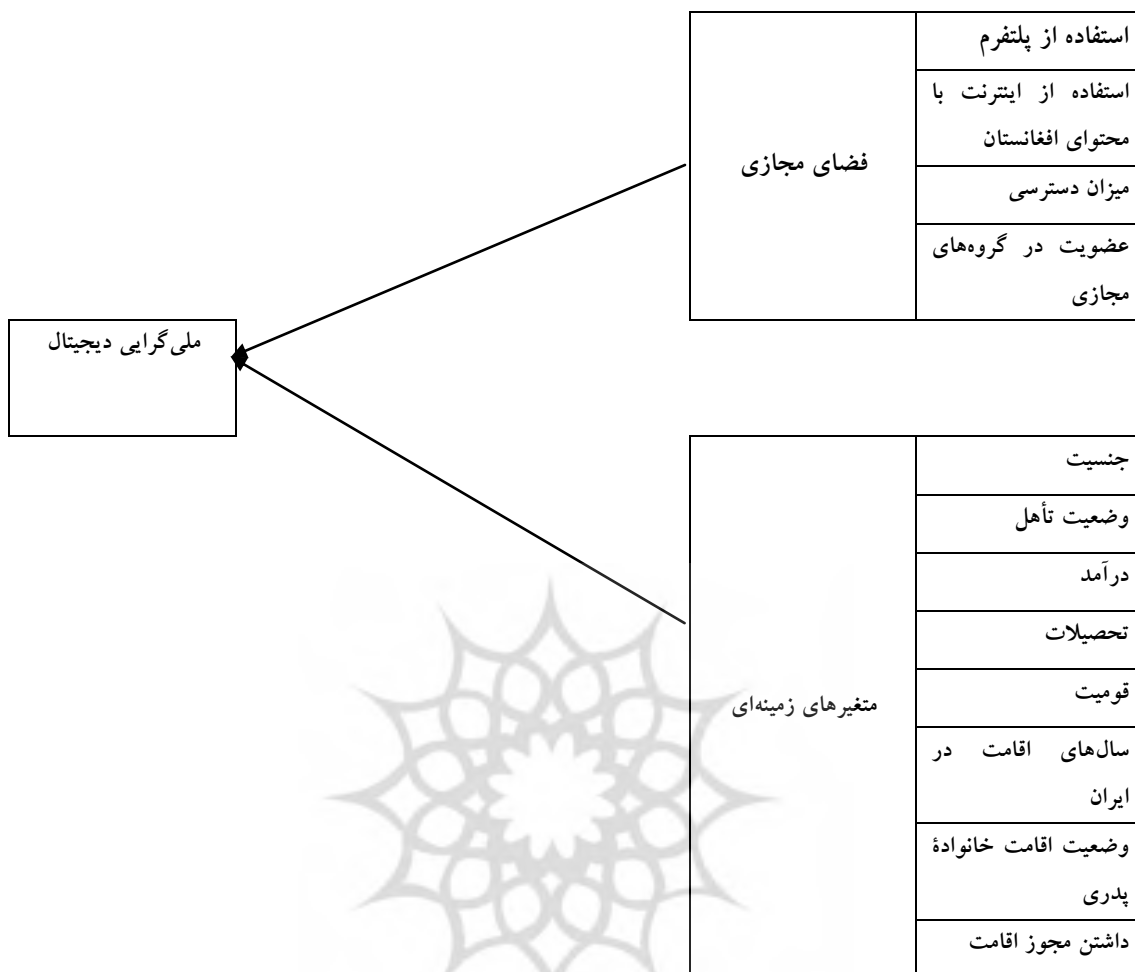 استفاده از پلتفرم
استفاده از اینترنت با
محتوای افغانستان
میزان دسترسی
عضویت در گروه‌های
مجازی
فضای مجازی
ملی‌گرایی دیجیتال
جنسیت
وضعیت تأهل
درآمد
تحصیلات
قومیت
سال‌های اقامت در
ایران
وضعیت اقامت خانوادهٔ
پدری
داشتن مجوز اقامت
متغیرهای زمینه‌ای